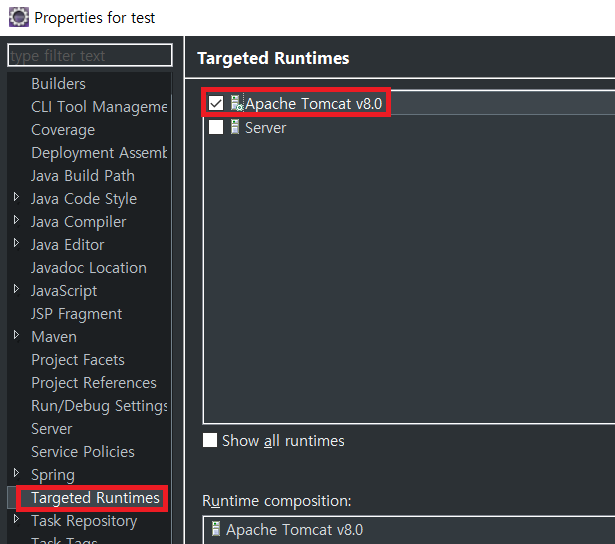 Properties for test
type filter text
Builders
CLI Tool Manageme
Coverage
Deployment Assemb
Java Build Path
Java Code Style
Java Compiler
Java Editor
Javadoc Location
JavaScript
JSP Fragment
Maven
Project Facets
Project References
Run/Debug Settings
Server
Service Policies
Spring
Targeted Runtimes
Task Repository
Task Tags
Targeted Runtimes
Apache Tomcat v8.0
Server
Show all runtimes
Runtime composition:
Apache Tomcat v8.0